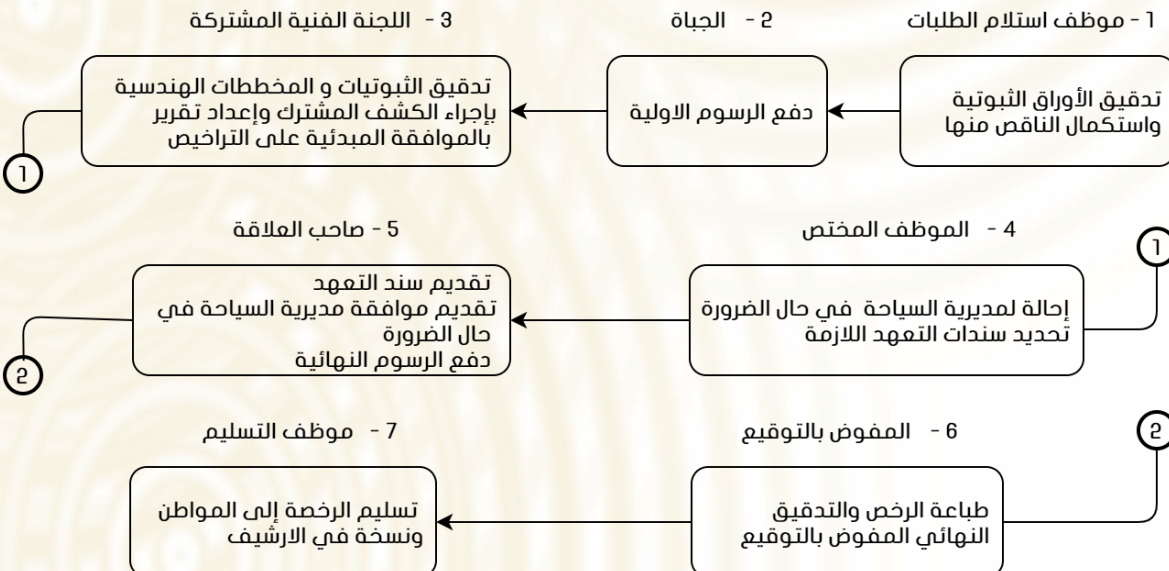 1 - موظف استلام الطلبات
تدقيق الأوراق الثبوتية
واستكمال الناقص منها
2 - الجباة
دفع الرسوم الاولية
3 - اللجنة الفنية المشتركة
تدقيق الثبوتيات و المخططات الهندسية
بإجراء الكشف المشترك وإعداد تقرير
بالموافقة المبدئية على التراخيص
1
1
4 - الموظف المختص
إحالة لمديرية السياحة في حال الضرورة
تحديد سندات التعهد اللازمة
5 - صاحب العلاقة
تقديم سند التعهد
تقديم موافقة مديرية السياحة في
حال الضرورة
دفع الرسوم النهائية
2
2
6 - المفوض بالتوقيع
طباعة الرخص والتدقيق
النهائي المفوض بالتوقيع
7 - موظف التسليم
تسليم الرخصة إلى المواطن
ونسخة في الارشيف